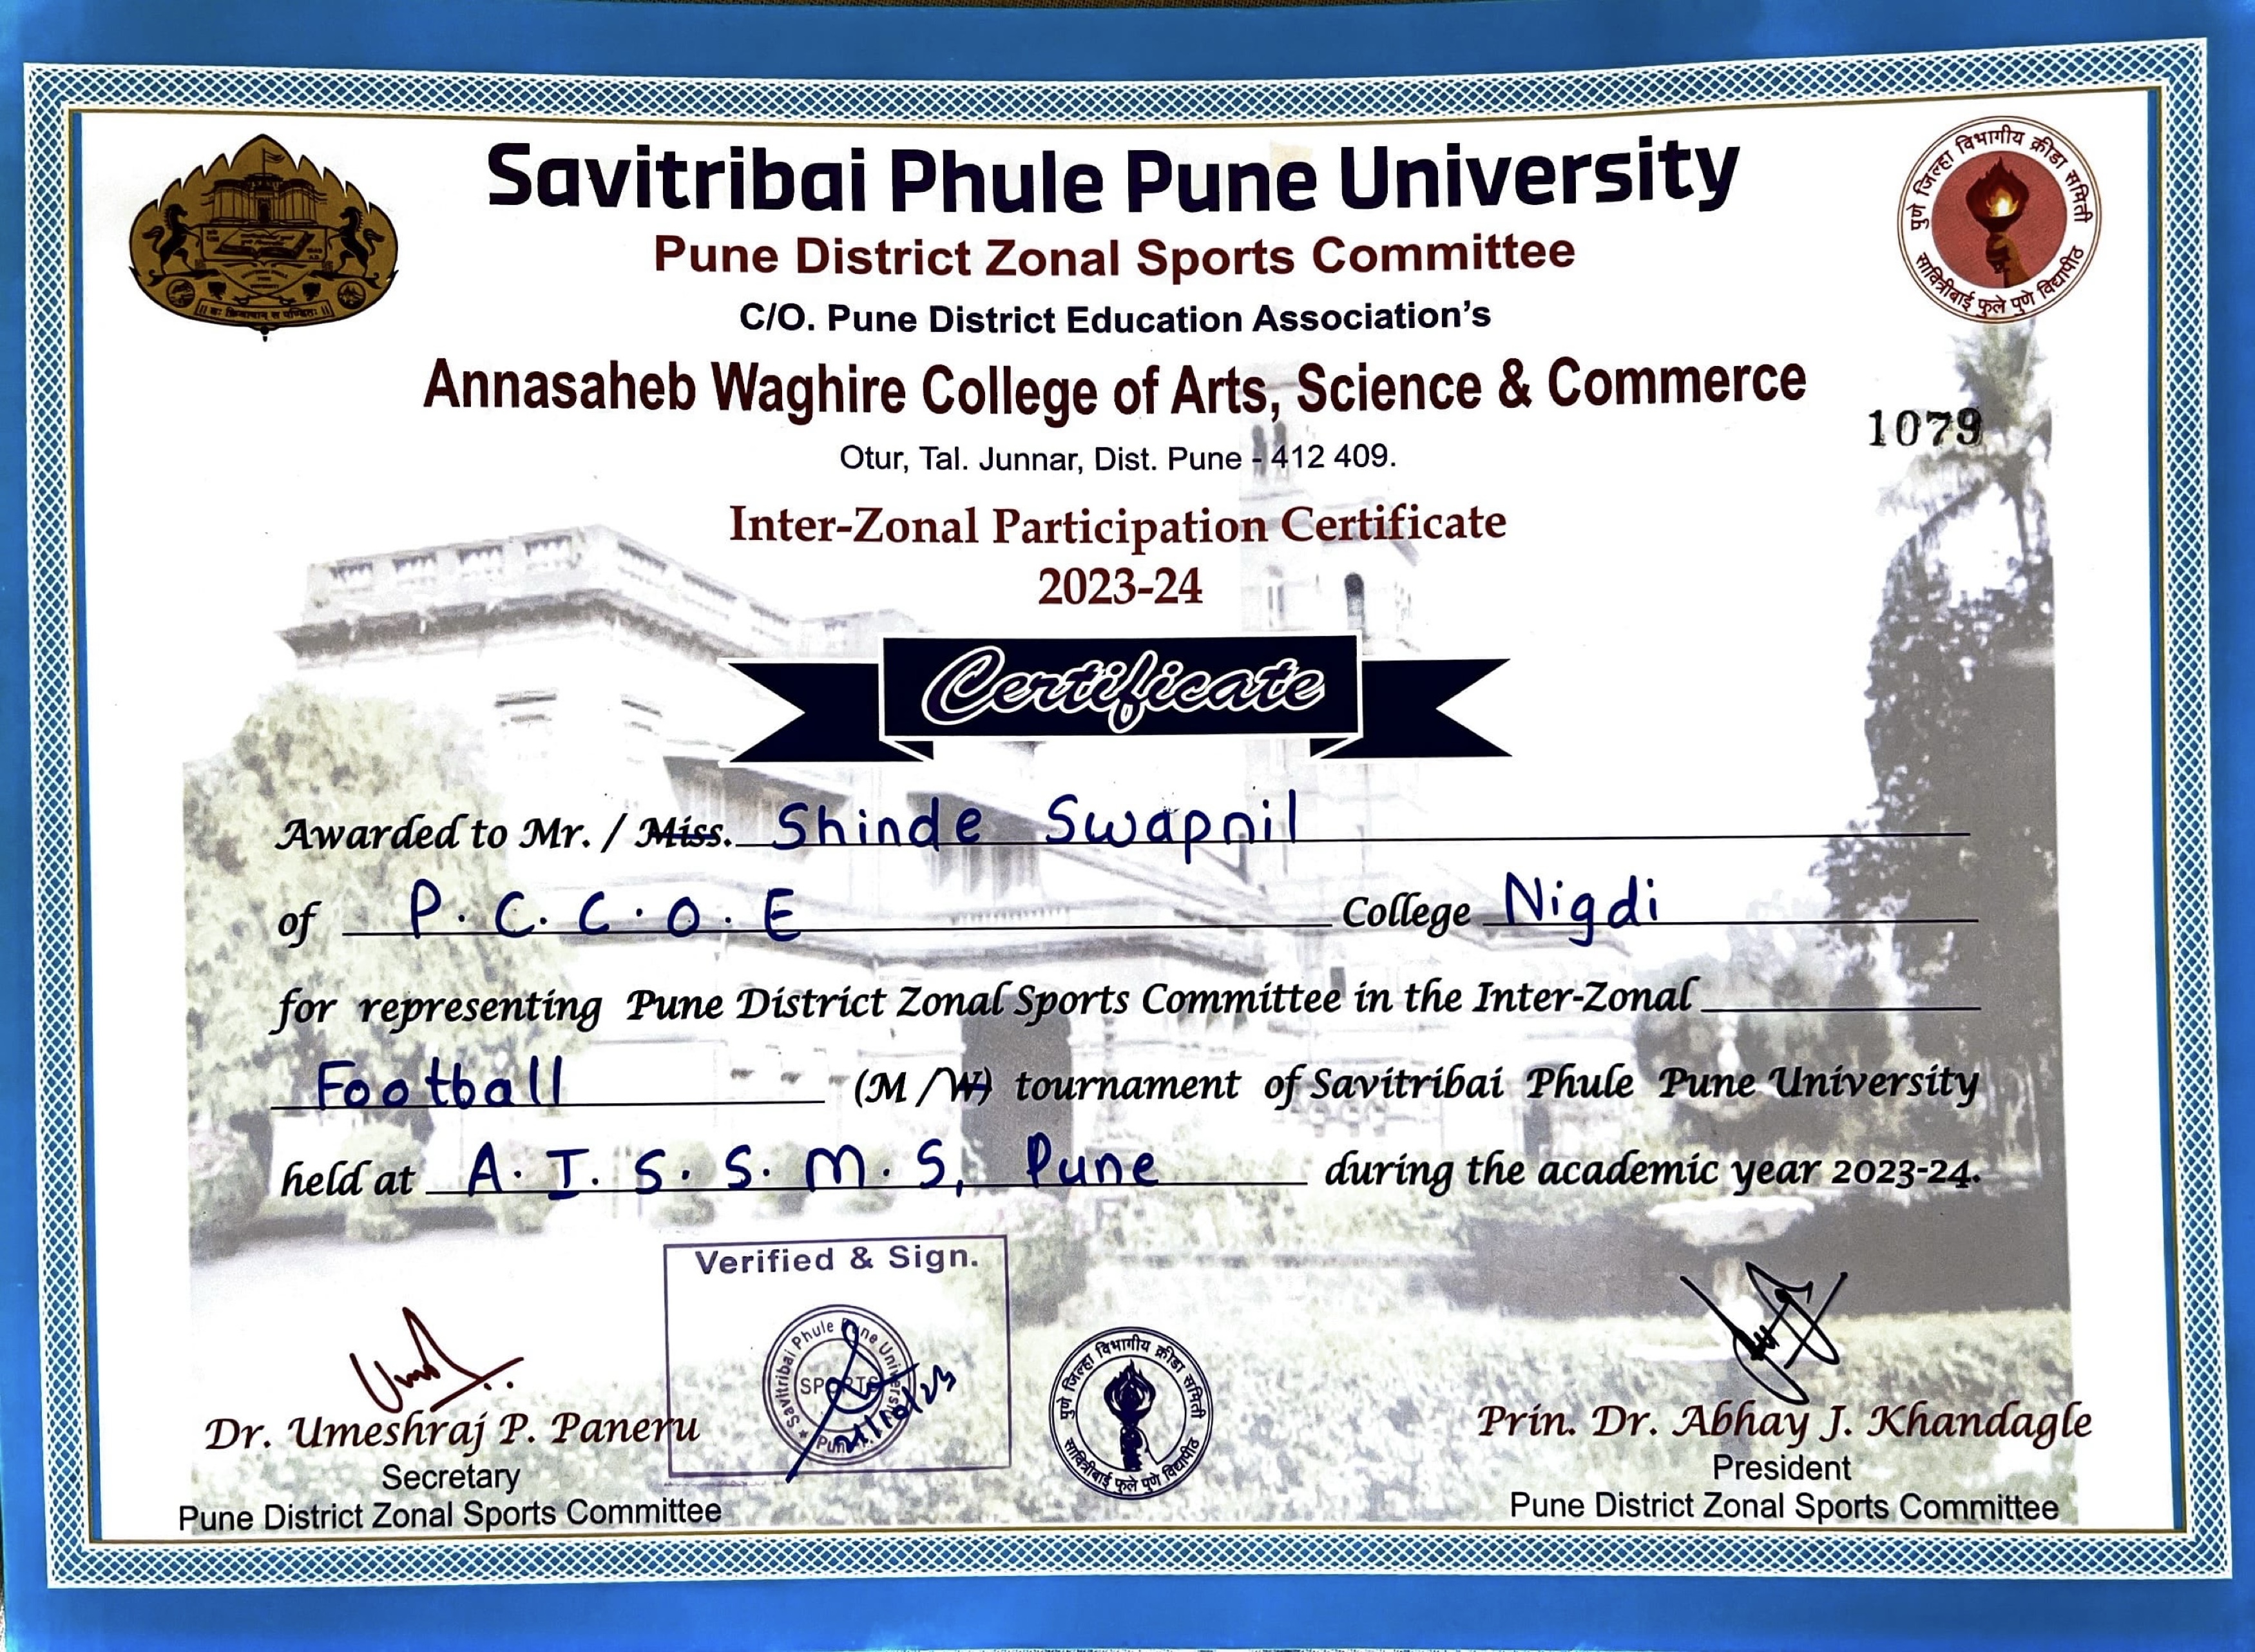 Savitribai Phule Pune University
Pune District Zonal Sports Committee
C/O. Pune District Education Association's
Annasaheb Waghire College of Arts, Science & Commerce
Otur, Tal. Junnar, Dist. Pune - 412 409.
1079
पुणे जिल्हा विभागीय क्रीडा समिती
सावित्रीबाई फुले पुणे विद्यापीठ
Inter-Zonal Participation Certificate
2023-24
Certificate
Awarded to Mr. / Miss. Shinde Swapnil
of P.C.C.O.E College Nigdi
for representing Pune District Zonal Sports Committee in the Inter-Zonal
Football (M/W) tournament of Savitribai Phule Pune University
held at A.I.S.S.M.S, Pune during the academic year 2023-24.
Verified & Sign.
Savitribai Phule Pune University
SPORTS
पुणे जिल्हा विभागीय क्रीडा समिती
सावित्रीबाई फुले पुणे विद्यापीठ
Dr. Umeshraj P. Paneru
Secretary
Pune District Zonal Sports Committee
Prin. Dr. Abhay J. Khandagle
President
Pune District Zonal Sports Committee